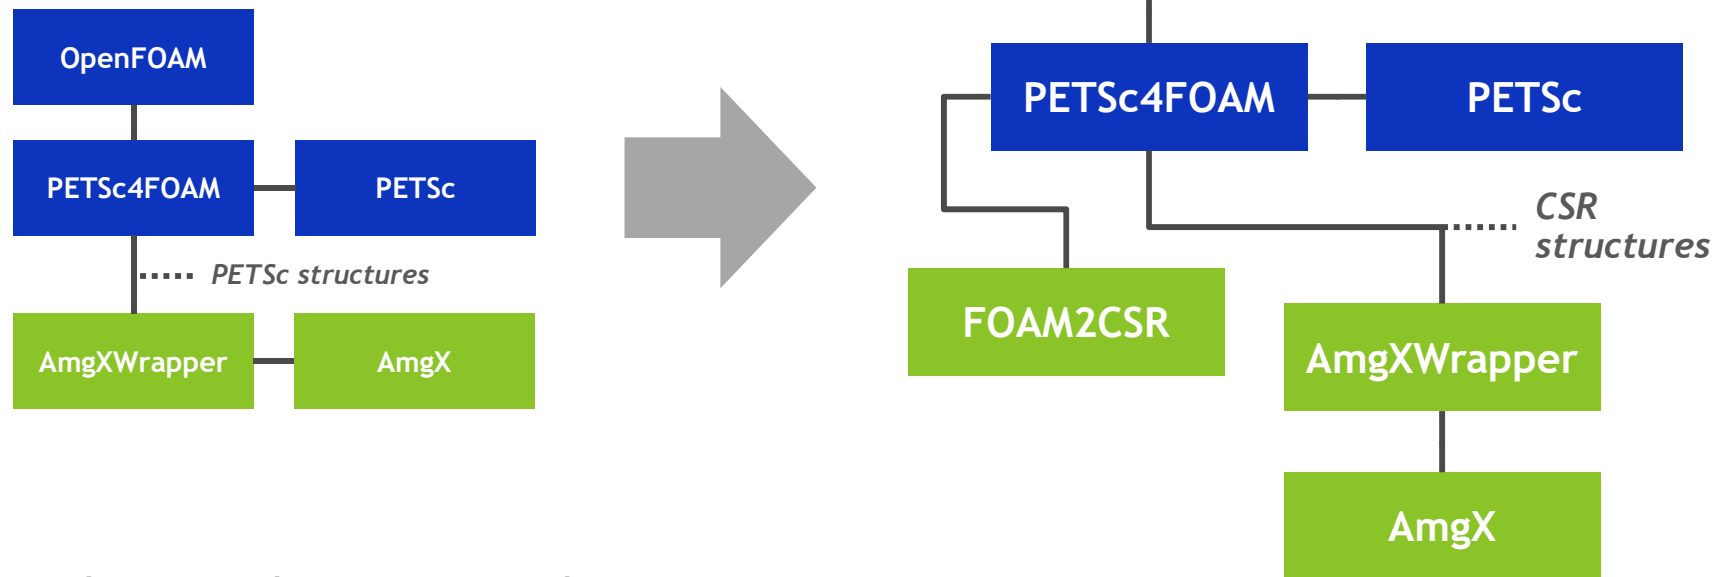 OpenFOAM
PETSc4FOAM
PETSc
PETSc structures
AmgXWrapper
AmgX
PETSc4FOAM
PETSc
CSR
structures
FOAM2CSR
AmgXWrapper
AmgX